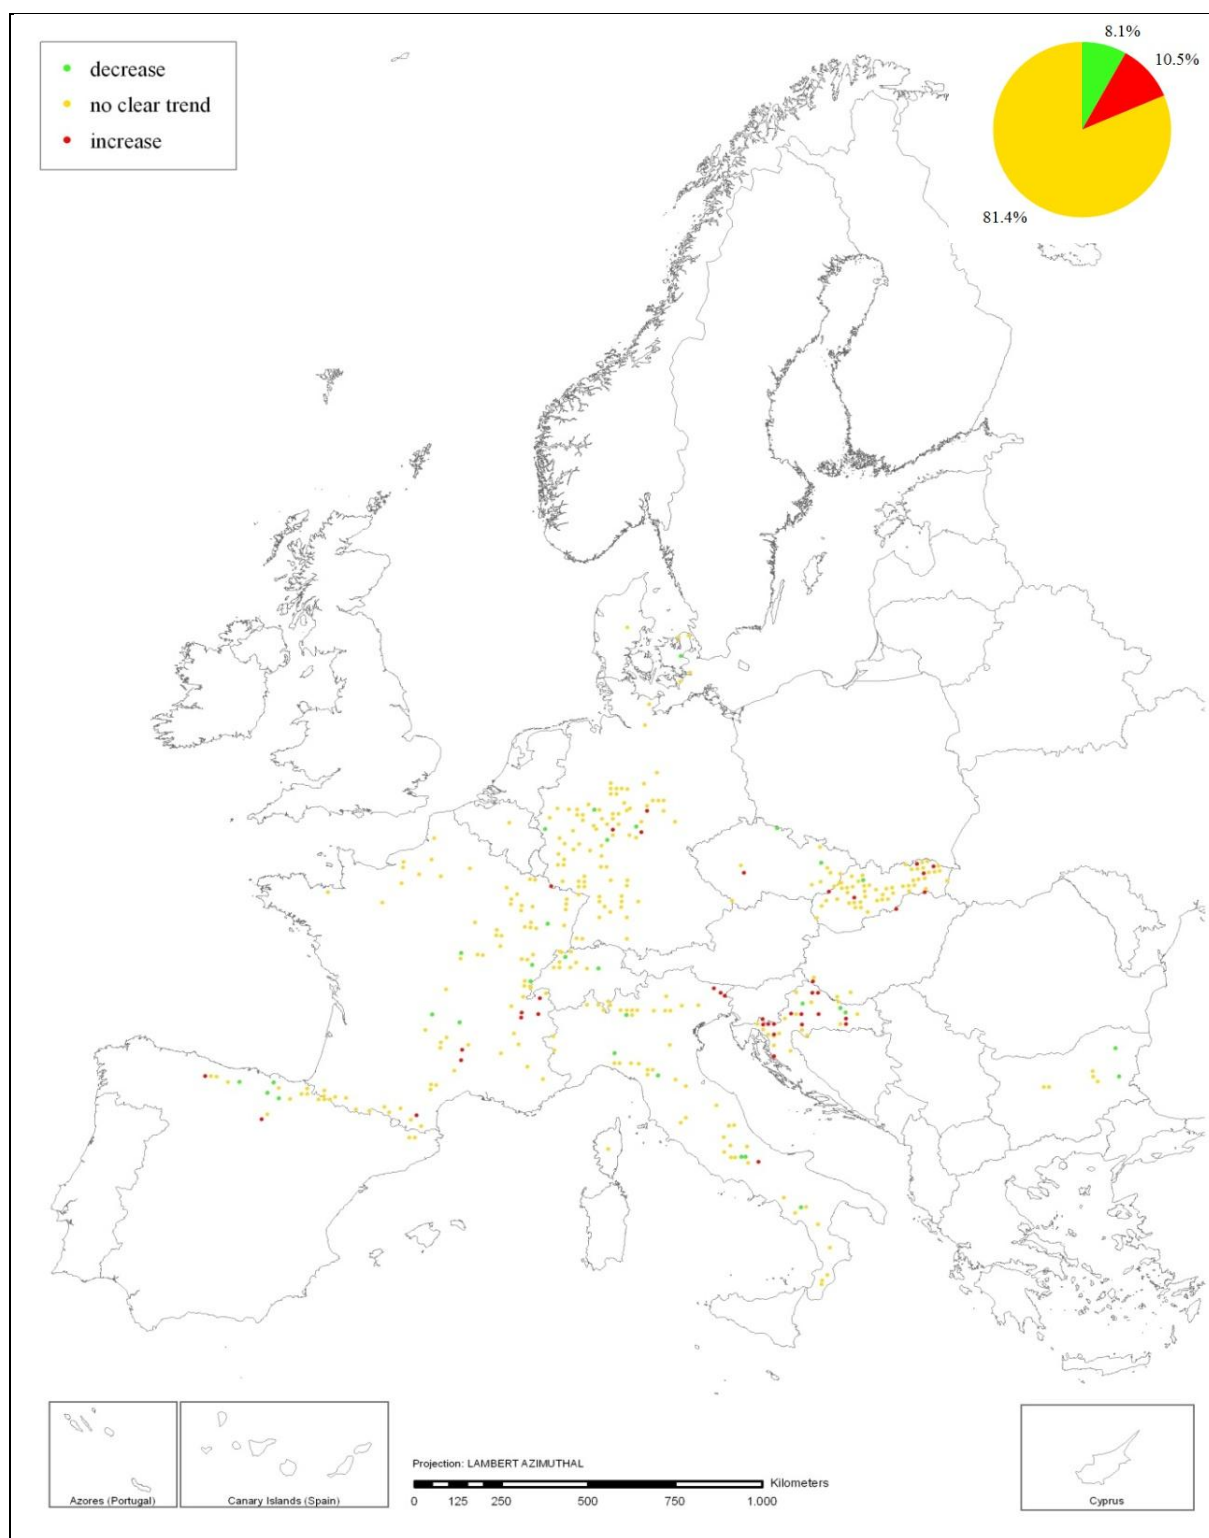 decrease
no clear trend
increase
8.1%
10.5%
81.4%
Projection: LAMBERT AZIMUTHAL
Kilometers
0 125 250 500 750 1.000
Azores (Portugal)
Canary Islands (Spain)
Cyprus